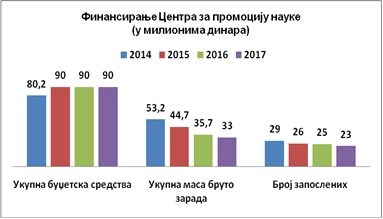 Финансирање Центра за промоцију науке
(у милионима динара)
2014 2015 2016 2017
80,2 90 90 90 53,2 44,7 35,7 33 29 26 25 23
Укупна буџетска средства Укупна маса бруто зарада Број запослених